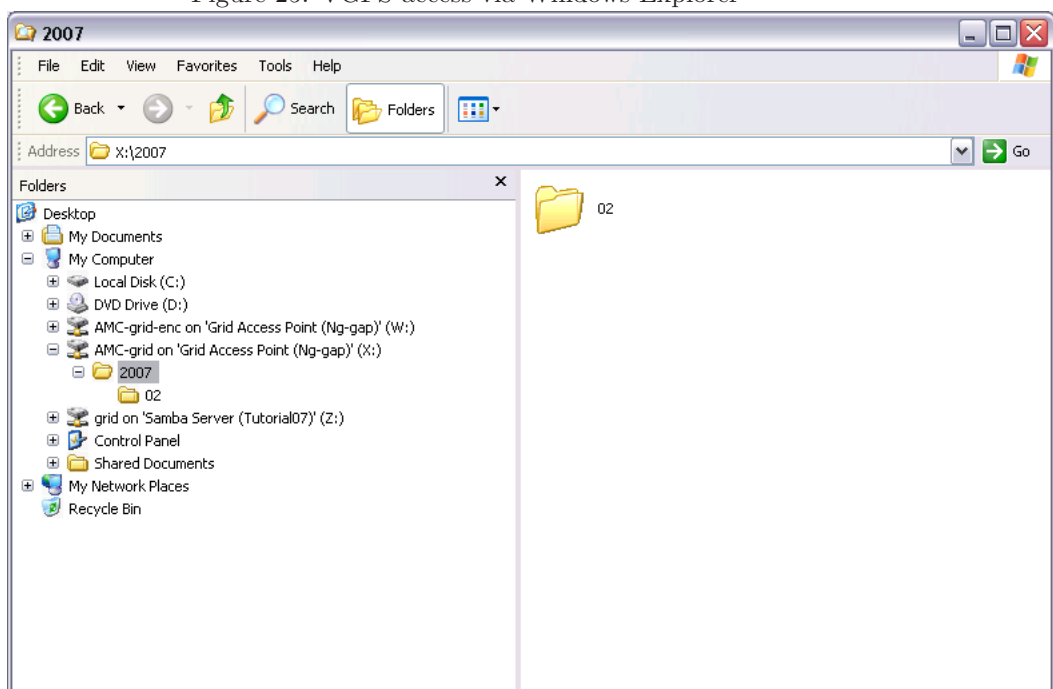 Figure 26: VGFS access via Windows Explorer
2007
File Edit View Favorites Tools Help
Back Search Folders
Address X:\2007 Go
Folders x
Desktop
My Documents
My Computer
Local Disk (C:)
DVD Drive (D:)
AMC-grid-enc on 'Grid Access Point (Ng-gap)' (W:)
AMC-grid on 'Grid Access Point (Ng-gap)' (X:)
2007
02
grid on 'Samba Server (Tutorial07)' (Z:)
Control Panel
Shared Documents
My Network Places
Recycle Bin
02